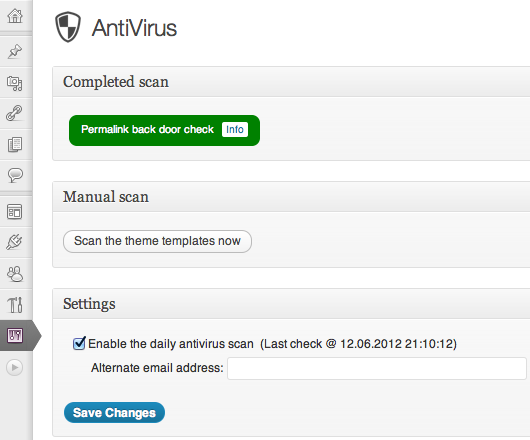 AntiVirus
Completed scan
Permalink back door check Info
Manual scan
Scan the theme templates now
Settings
Enable the daily antivirus scan (Last check @ 12.06.2012 21:10:12)
Alternate email address:
Save Changes